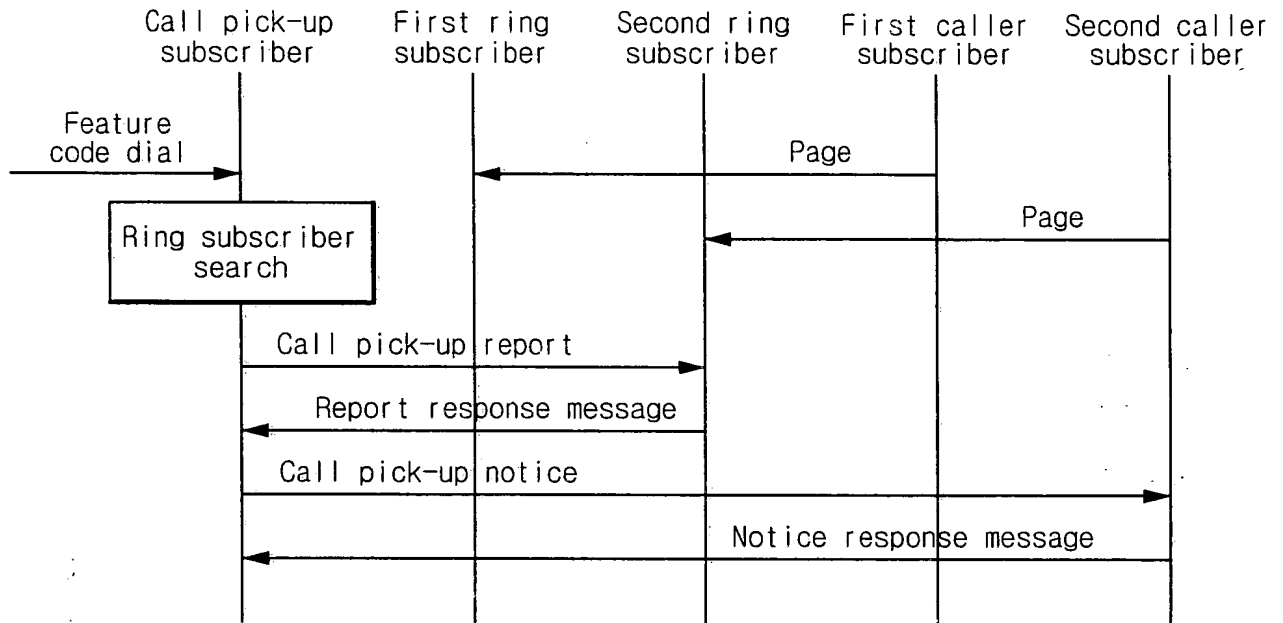 Call pick-up
subscriber
First ring
subscriber
Second ring
subscriber
First caller
subscriber
Second caller
subscriber
Feature
code dial
Page
Page
Ring subscriber
search
Call pick-up report
Report response message
Call pick-up notice
Notice response message